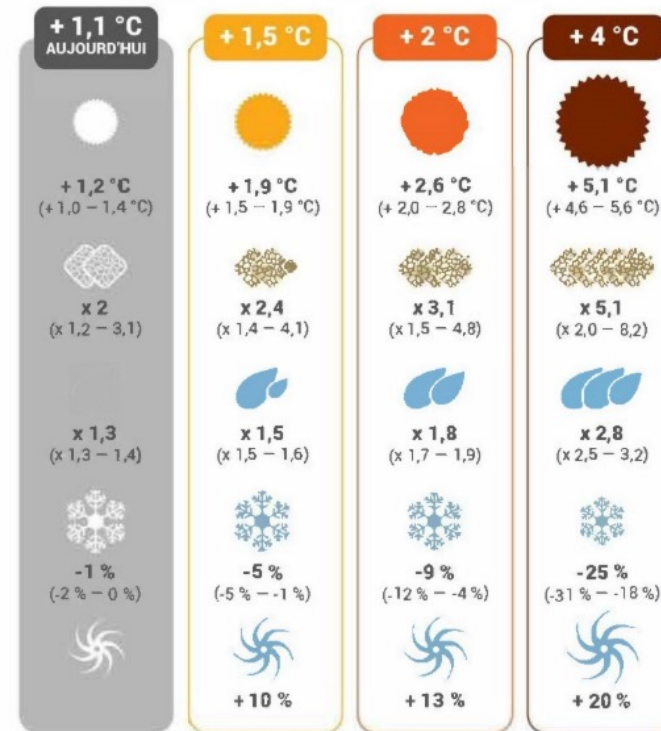 + 1,1 °C
AUJOURD'HUI
+ 1,2 °C
(+ 1,0 – 1,4 °C)
x 2
(x 1,2 – 3,1)
x 1,3
(x 1,3 – 1,4)
-1 %
(-2 % – 0 %)
+ 1,5 °C
+ 1,9 °C
(+ 1,5 – 1,9 °C)
x 2,4
(x 1,4 – 4,1)
x 1,5
(x 1,5 – 1,6)
-5 %
(-5 % – -1 %)
+ 10 %
+ 2 °C
+ 2,6 °C
(+ 2,0 – 2,8 °C)
x 3,1
(x 1,5 – 4,8)
x 1,8
(x 1,7 – 1,9)
-9 %
(-12 % – -4 %)
+ 13 %
+ 4 °C
+ 5,1 °C
(+ 4,6 – 5,6 °C)
x 5,1
(x 2,0 – 8,2)
x 2,8
(x 2,5 – 3,2)
-25 %
(-31 % – -18 %)
+ 20 %